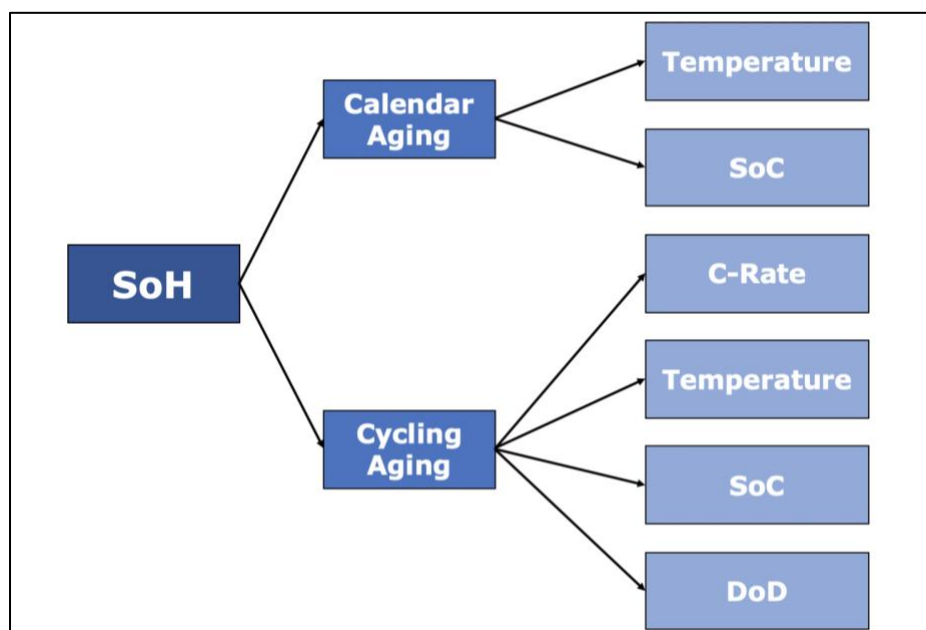 Temperature
Calendar
Aging
SoC
SoH
C-Rate
Temperature
Cycling
Aging
SoC
DoD